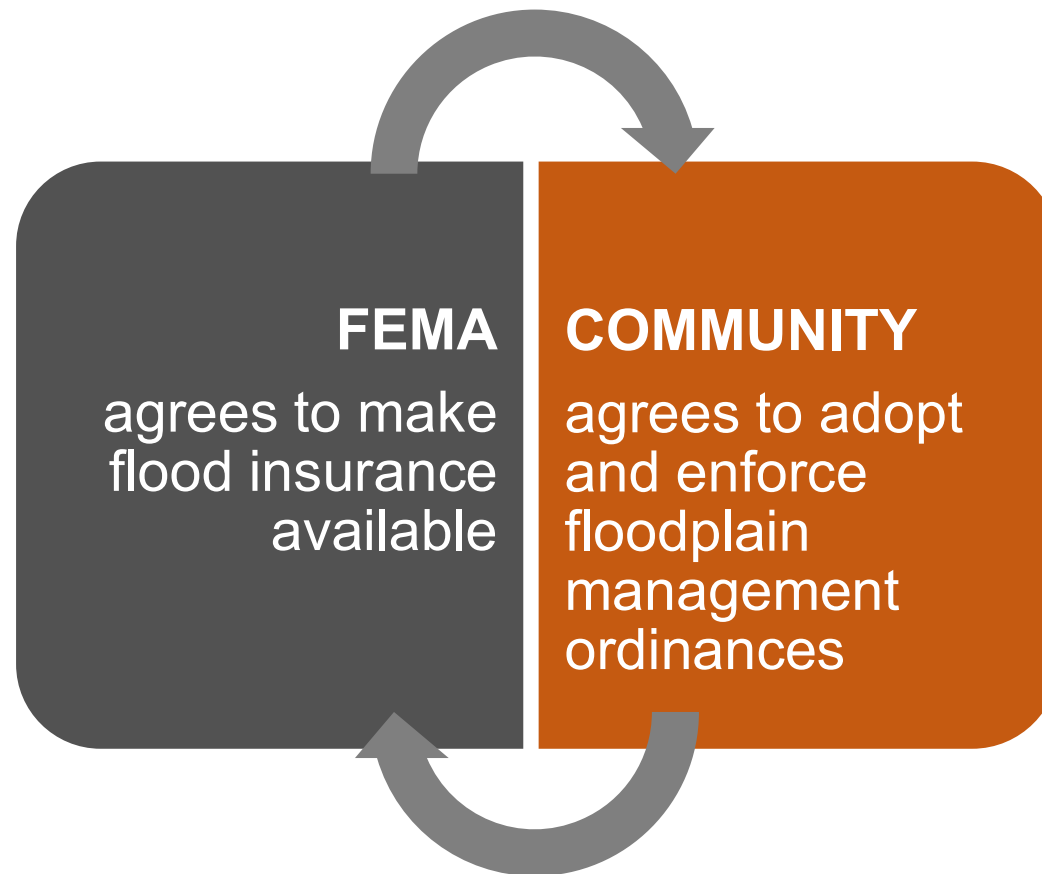 FEMA
agrees to make
flood insurance
available
COMMUNITY
agrees to adopt
and enforce
floodplain
management
ordinances